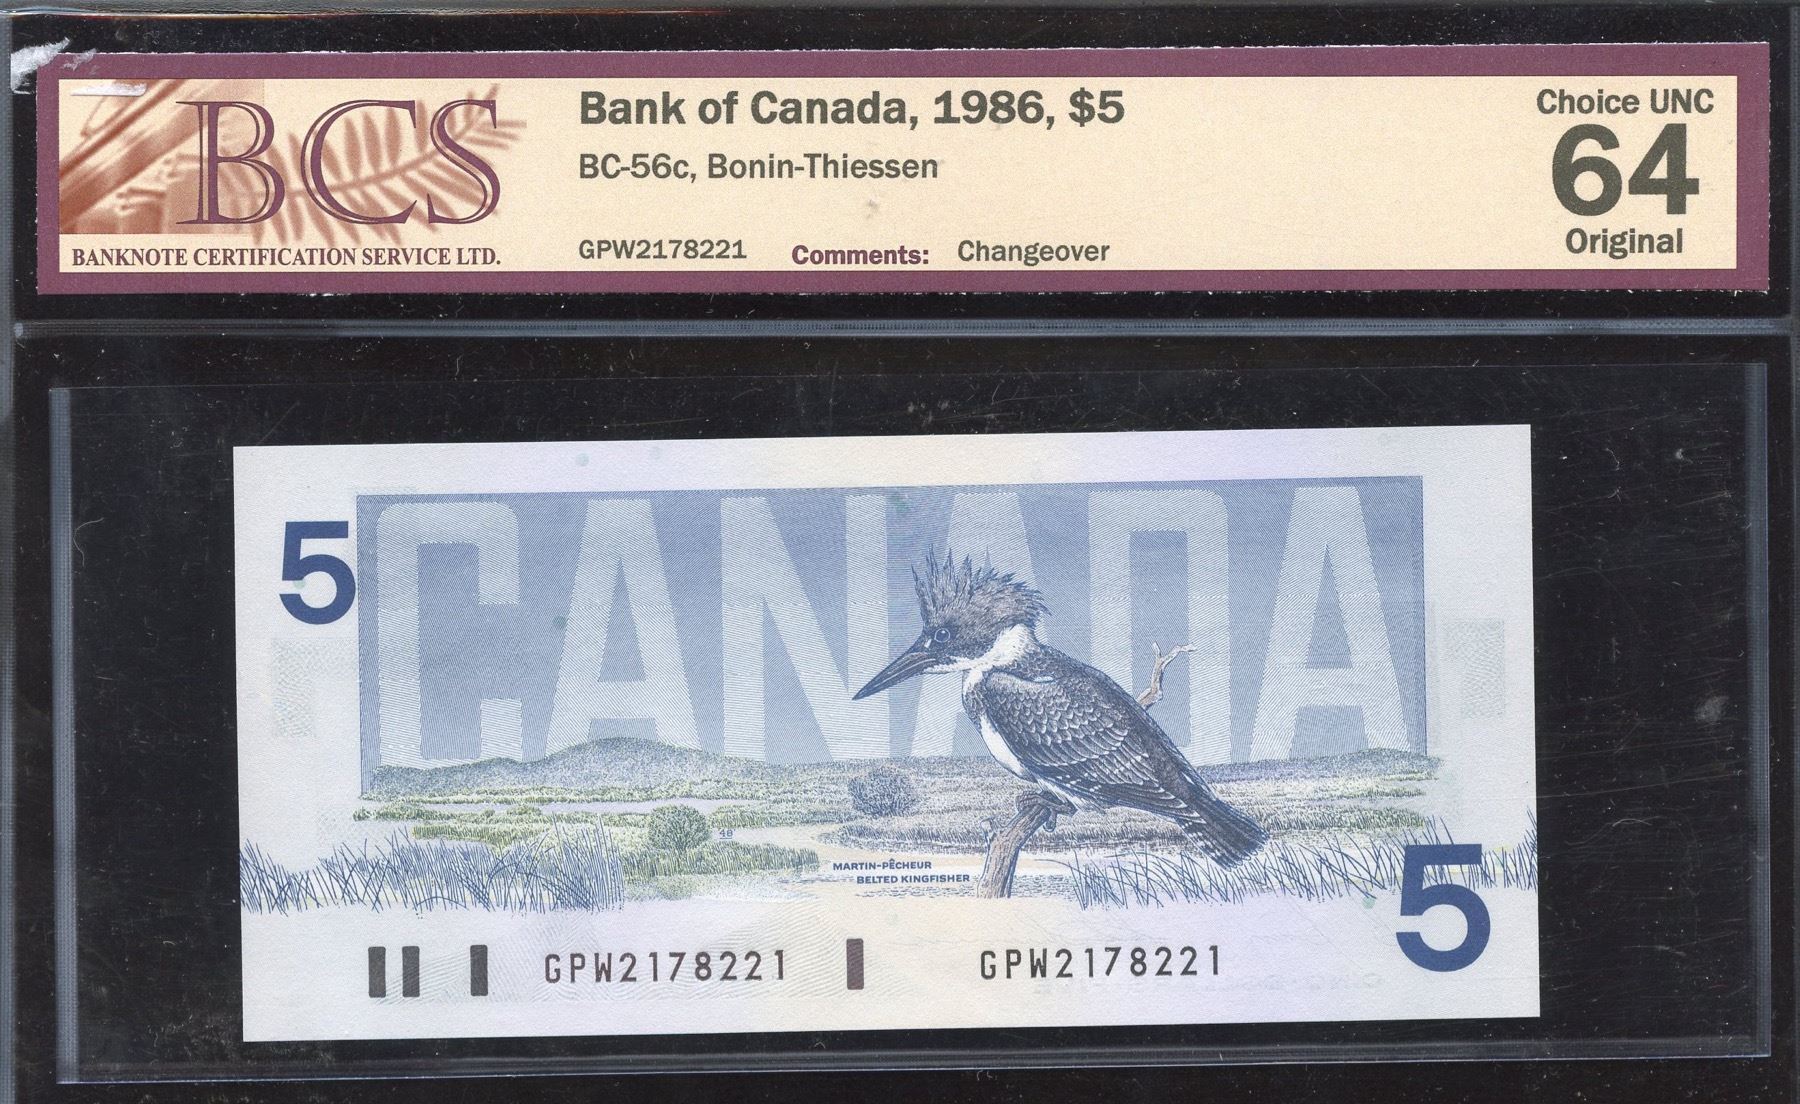 BCS
BANKNOTE CERTIFICATION SERVICE LTD.
Bank of Canada, 1986, $5
BC-56c, Bonin-Thiessen
GPW2178221 Comments: Changeover
Choice UNC
64
Original
5
CANADA
48
MARTIN-PÊCHEUR
BELTED KINGFISHER
5
GPW2178221 GPW2178221